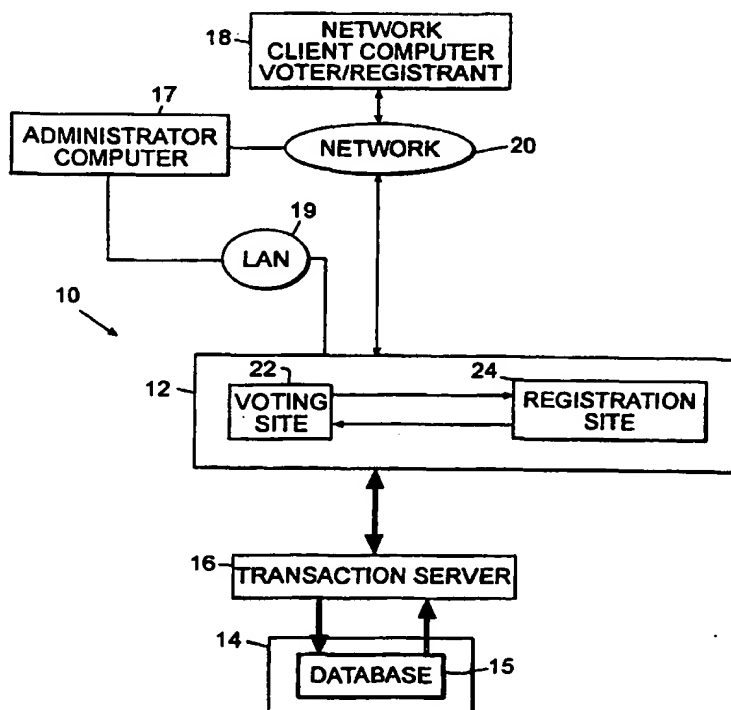 18
NETWORK
CLIENT COMPUTER
VOTER/REGISTRANT
17
ADMINISTRATOR
COMPUTER
NETWORK
20
19
LAN
10
12
22
VOTING
SITE
24
REGISTRATION
SITE
16
TRANSACTION SERVER
14
DATABASE
15